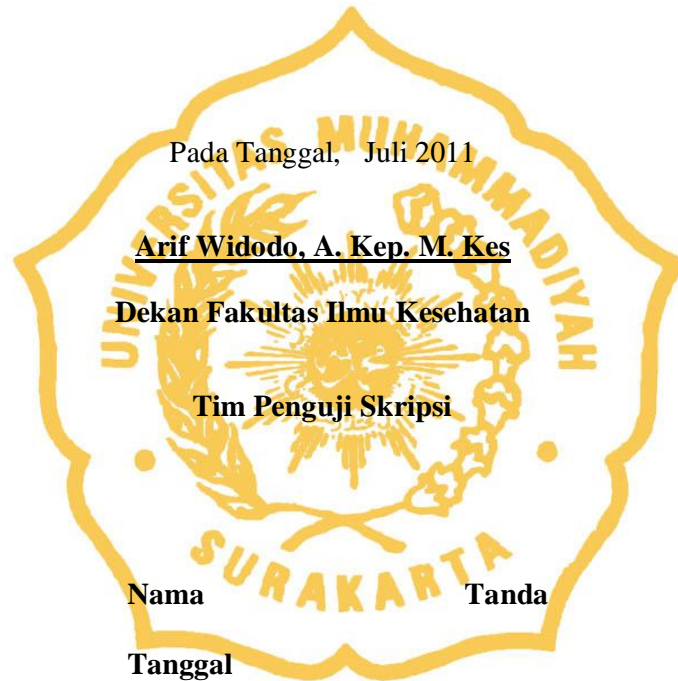 UNIVERSITAS MUHAMMADIYAH
Pada Tanggal, Juli 2011
Arif Widodo, A. Kep. M. Kes
Dekan Fakultas Ilmu Kesehatan
Tim Penguji Skripsi
SURAKARTA
Nama Tanda
Tanggal